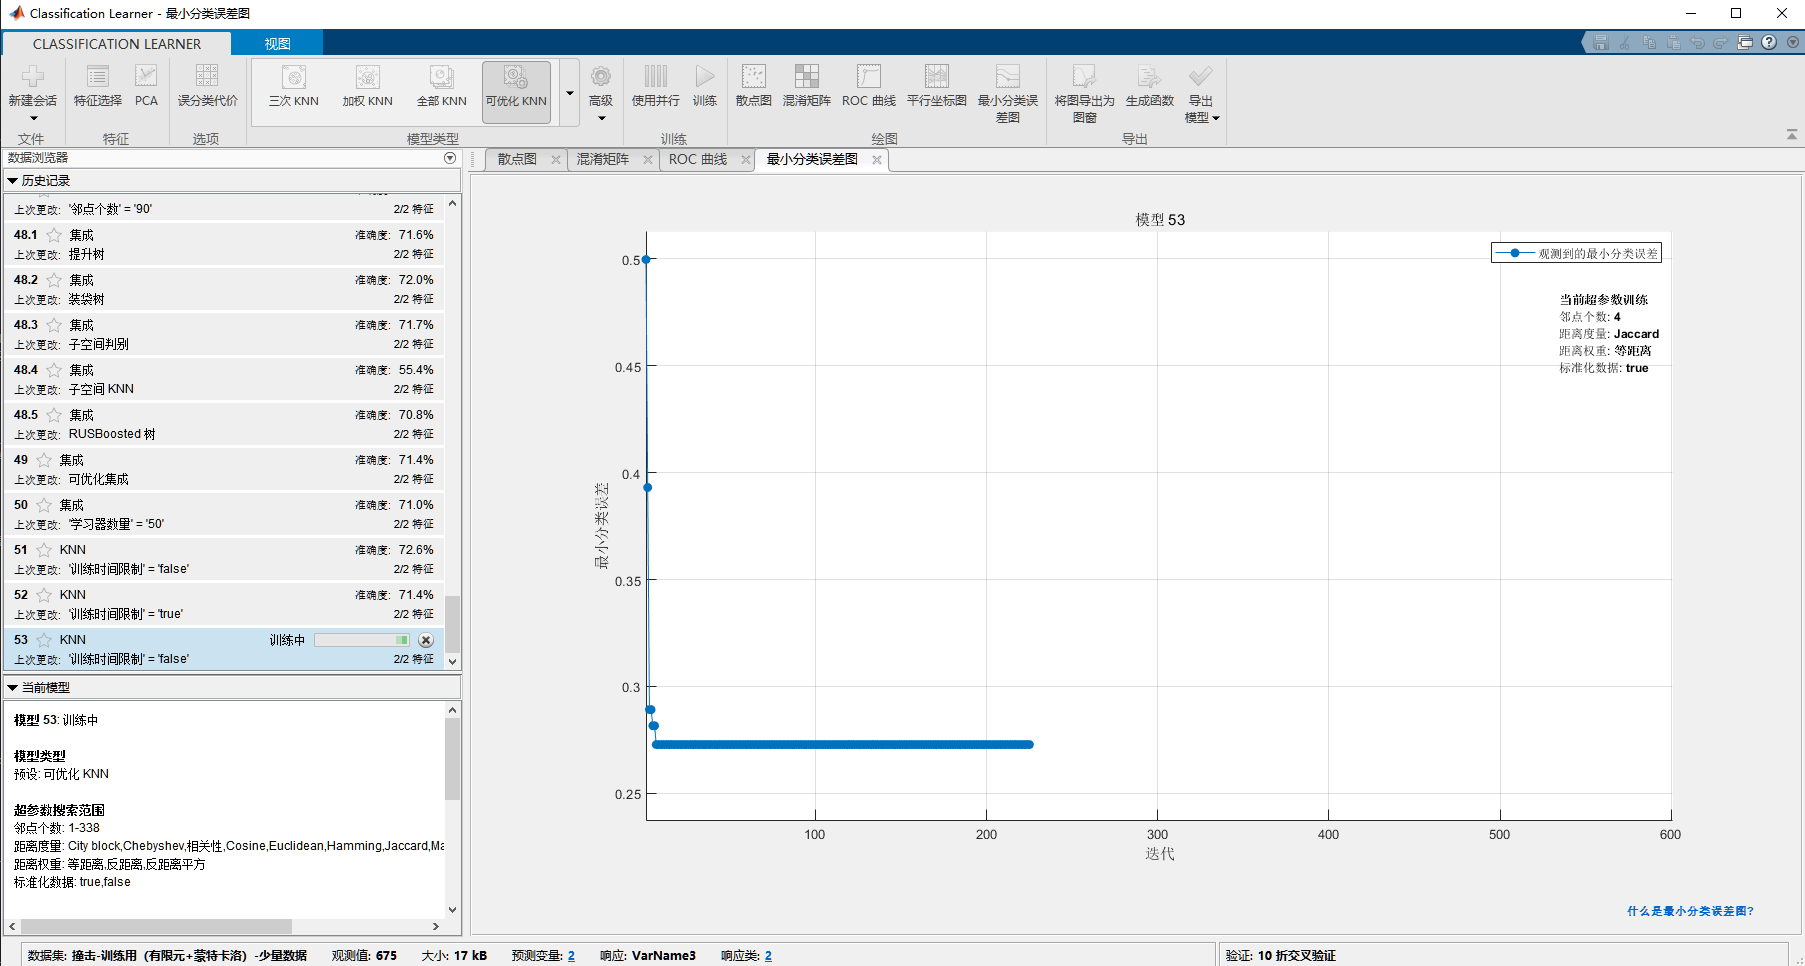 Classification Learner - 最小分类误差图
CLASSIFICATION LEARNER
视图
新建会话
特征选择
PCA
误分类代价
三次 KNN
加权 KNN
全部 KNN
可优化 KNN
高级
使用并行
训练
散点图
混淆矩阵
ROC 曲线
平行坐标图
最小分类误
差图
将图导出为
图窗
生成函数
导出
模型
文件
特征
选项
模型类型
训练
绘图
导出
数据浏览器
历史记录
上次更改: '邻点个数' = '90' 2/2 特征
48.1 集成 准确度: 71.6%
上次更改: 提升树 2/2 特征
48.2 集成 准确度: 72.0%
上次更改: 装袋树 2/2 特征
48.3 集成 准确度: 71.7%
上次更改: 子空间判别 2/2 特征
48.4 集成 准确度: 55.4%
上次更改: 子空间 KNN 2/2 特征
48.5 集成 准确度: 70.8%
上次更改: RUSBoosted 树 2/2 特征
49 集成 准确度: 71.4%
上次更改: 可优化集成 2/2 特征
50 集成 准确度: 71.0%
上次更改: '学习器数量' = '50' 2/2 特征
51 KNN 准确度: 72.6%
上次更改: '训练时间限制' = 'false' 2/2 特征
52 KNN 准确度: 71.4%
上次更改: '训练时间限制' = 'true' 2/2 特征
53 KNN 训练中
上次更改: '训练时间限制' = 'false' 2/2 特征
当前模型
模型 53: 训练中
模型类型
预设: 可优化 KNN
超参数搜索范围
邻点个数: 1-338
距离度量: City block,Chebyshev,相关性,Cosine,Euclidean,Hamming,Jaccard,Ma
距离权重: 等距离,反距离,反距离平方
标准化数据: true,false
散点图
混淆矩阵
ROC 曲线
最小分类误差图
模型 53
观测到的最小分类误差
当前超参数训练
邻点个数: 4
距离度量: Jaccard
距离权重: 等距离
标准化数据: true
最小分类误差
0.5
0.45
0.4
0.35
0.3
0.25
100 200 300 400 500 600
迭代
什么是最小分类误差图?
数据集: 撞击-训练用（有限元+蒙特卡洛）-少量数据 观测值: 675 大小: 17 kB 预测变量: 2 响应: VarName3 响应类: 2
验证: 10 折交叉验证